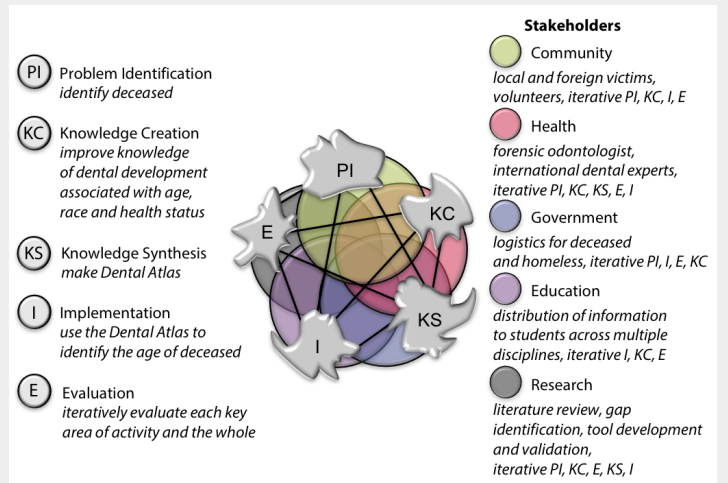 PI
Problem Identification
identify deceased
KC
Knowledge Creation
improve knowledge
of dental development
associated with age,
race and health status
KS
Knowledge Synthesis
make Dental Atlas
I
Implementation
use the Dental Atlas to
identify the age of deceased
E
Evaluation
iteratively evaluate each key
area of activity and the whole
PI
KC
E
KS
I
Stakeholders
Community
local and foreign victims,
volunteers, iterative PI, KC, I, E
Health
forensic odontologist,
international dental experts,
iterative PI, KC, KS, E, I
Government
logistics for deceased
and homeless, iterative PI, I, E, KC
Education
distribution of information
to students across multiple
disciplines, iterative I, KC, E
Research
literature review, gap
identification, tool development
and validation,
iterative PI, KC, E, KS, I